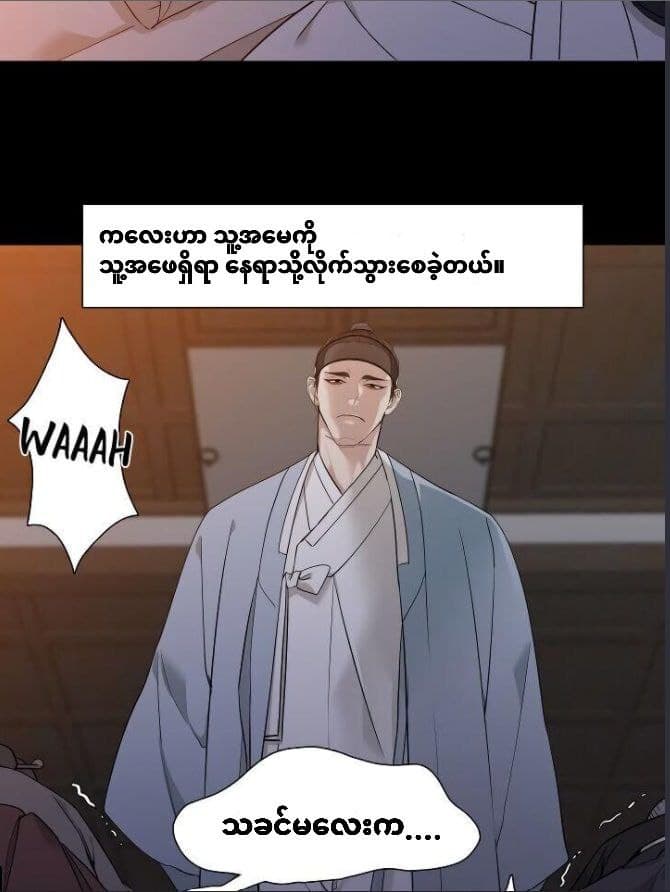 ကလေးဟာ သူ့အမေကို
သူ့အဖေရှိရာ နေရာသို့လိုက်သွားစေခဲ့တယ်။
WAAAH
သခင်မလေးက....